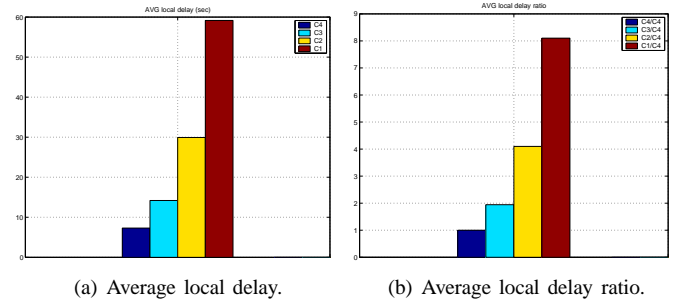 AVG local delay (sec)
60
50
40
30
20
10
0
C4
C3
C2
C1
(a) Average local delay.
AVG local delay ratio
9
8
7
6
5
4
3
2
1
0
C4/C4
C3/C4
C2/C4
C1/C4
(b) Average local delay ratio.